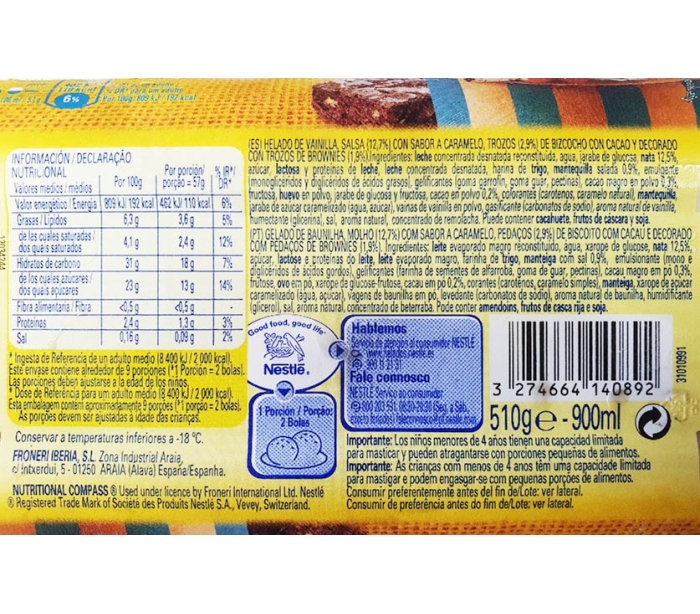 6%
Por 100g: 809 kJ / 192 kcal
INFORMACIÓN / DECLARAÇÃO
NUTRICIONAL
Valores medios / médios
Por 100g
Por porción/
porção = 57g
% IR*/
DR*
Valor energético / Energia 809 kJ 192 kcal 462 kJ 110 kcal 6%
Grasas / Lípidos 6,3 g 3,6 g 5%
de las cuales saturadas /
dos quais saturados 4,1 g 2,4 g 12%
Hidratos de carbono 31 g 18 g 7%
de los cuales azúcares /
dos quais açúcares 23 g 13 g 14%
Fibra alimentaria / Fibra <0,5 g <0,5 g
Proteínas 2,4 g 1,3 g 3%
Sal 0,16 g 0,09 g 2%
* Ingesta de Referencia de un adulto medio (8 400 kJ / 2 000 kcal).
Este envase contiene alrededor de 9 porciones (*1 Porción = 2 bolas).
Las porciones deben ajustarse a la edad de los niños.
* Dose de Referência para um adulto médio (8 400 kJ / 2 000 kcal).
Esta embalagem contém aproximadamente 9 porções (*1 porção = 2 bolas).
As porções devem ser ajustadas à idade das crianças.
Conservar a temperaturas inferiores a -18 °C.
FRONERI IBERIA, S.L. Zona Industrial Araia,
c/ Intxerdui, 5 - 01250 ARAIA (Alava) España/Espanha.
NUTRITIONAL COMPASS ® Used under licence by Froneri International Ltd. Nestlé
® Registered Trade Mark of Société des Produits Nestlé S.A., Vevey, Switzerland.
(ES) HELADO DE VAINILLA, SALSA (12,7%) CON SABOR A CARAMELO, TROZOS (2,9%) DE BIZCOCHO CON CACAO Y DECORADO
CON TROZOS DE BROWNIES (1,9%). Ingredientes: leche concentrada desnatada reconstituida, agua, jarabe de glucosa, nata 12,5%,
azúcar, lactosa y proteínas de leche, leche concentrada desnatada, harina de trigo, mantequilla salada 0,9%, emulgente
(monoglicéridos y diglicéridos de ácidos grasos), gelificantes (goma garrofín, goma guar, pectinas), cacao magro en polvo 0,3%,
fructosa, huevo en polvo, jarabe de glucosa y fructosa, cacao en polvo 0,2%, colorantes (carotenos, caramelo natural), mantequilla,
jarabe de azúcar caramelizado (azúcar, agua), vainas de vainilla en polvo, gasificante (carbonatos de sodio), aroma natural de vainilla,
humectante (glicerina), sal, aroma natural, concentrado de remolacha. Puede contener cacahuete, frutos de cáscara y soja.
(PT) GELADO DE BAUNILHA, MOLHO (12,7%) COM SABOR A CARAMELO, PEDAÇOS (2,9%) DE BISCOITO COM CACAU E DECORADO
COM PEDAÇOS DE BROWNIES (1,9%). Ingredientes: leite evaporado magro reconstituído, água, xarope de glucose, nata 12,5%,
açúcar, lactose e proteínas do leite, leite evaporado magro, farinha de trigo, manteiga com sal 0,9%, emulsionante (mono e
diglicéridos de ácidos gordos), gelificantes (farinha de sementes de alfarroba, goma de guar, pectinas), cacau magro em pó 0,3%,
frutose, ovo em pó, xarope de glucose-frutose, cacau em pó 0,2%, corantes (carotenos, caramelo simples), manteiga, xarope de açúcar
caramelizado (açúcar, água), vagens de baunilha em pó, levedante (carbonatos de sódio), aroma natural de baunilha, humidificante
(glicerol), sal, aroma natural, concentrado de beterraba. Pode conter amendoins, frutos de casca rija e soja.
Good food, good life
Nestlé®
1 Porción / Porção:
2 Bolas
Hablemos
Servicio de atención al consumidor NESTLÉ
www.helados.nestle.es
Fale connosco
NESTLÉ Serviço ao consumidor:
3 274664 140892
31010991
510g e - 900ml
Importante: Los niños menores de 4 años tienen una capacidad limitada
para masticar y pueden atragantarse con porciones pequeñas de alimentos.
Importante: As crianças com menos de 4 anos têm uma capacidade limitada
para mastigar e podem engasgar-se com pequenas porções de alimentos.
Consumir preferentemente antes del fin de/Lote: ver lateral.
Consumir de preferência antes do fim de/Lote: ver lateral.